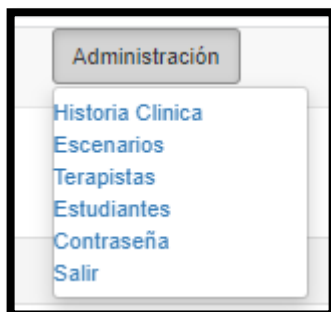 Administración
Historia Clinica
Escenarios
Terapistas
Estudiantes
Contraseña
Salir